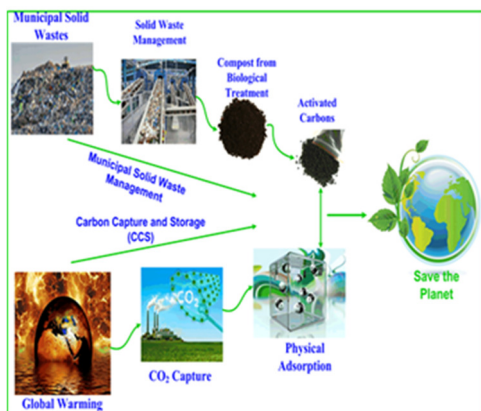 Municipal Solid
Wastes
Solid Waste
Management
Compost from
Biological
Treatment
Activated
Carbons
Municipal Solid Waste
Management
Carbon Capture and Storage
(CCS)
CO₂
Save the
Planet
Global Warming
CO₂ Capture
Physical
Adsorption